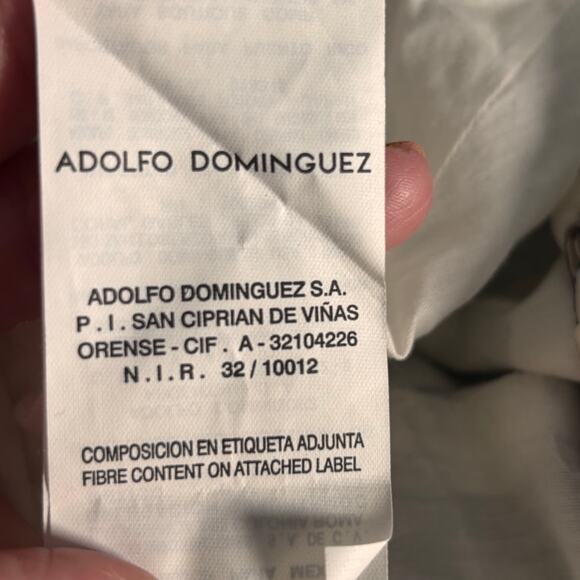 ADOLFO DOMINGUEZ
ADOLFO DOMINGUEZ S.A.
P.I. SAN CIPRIAN DE VIÑAS
ORENSE - CIF. A - 32104226
N.I.R. 32/10012
COMPOSICION EN ETIQUETA ADJUNTA
FIBRE CONTENT ON ATTACHED LABEL